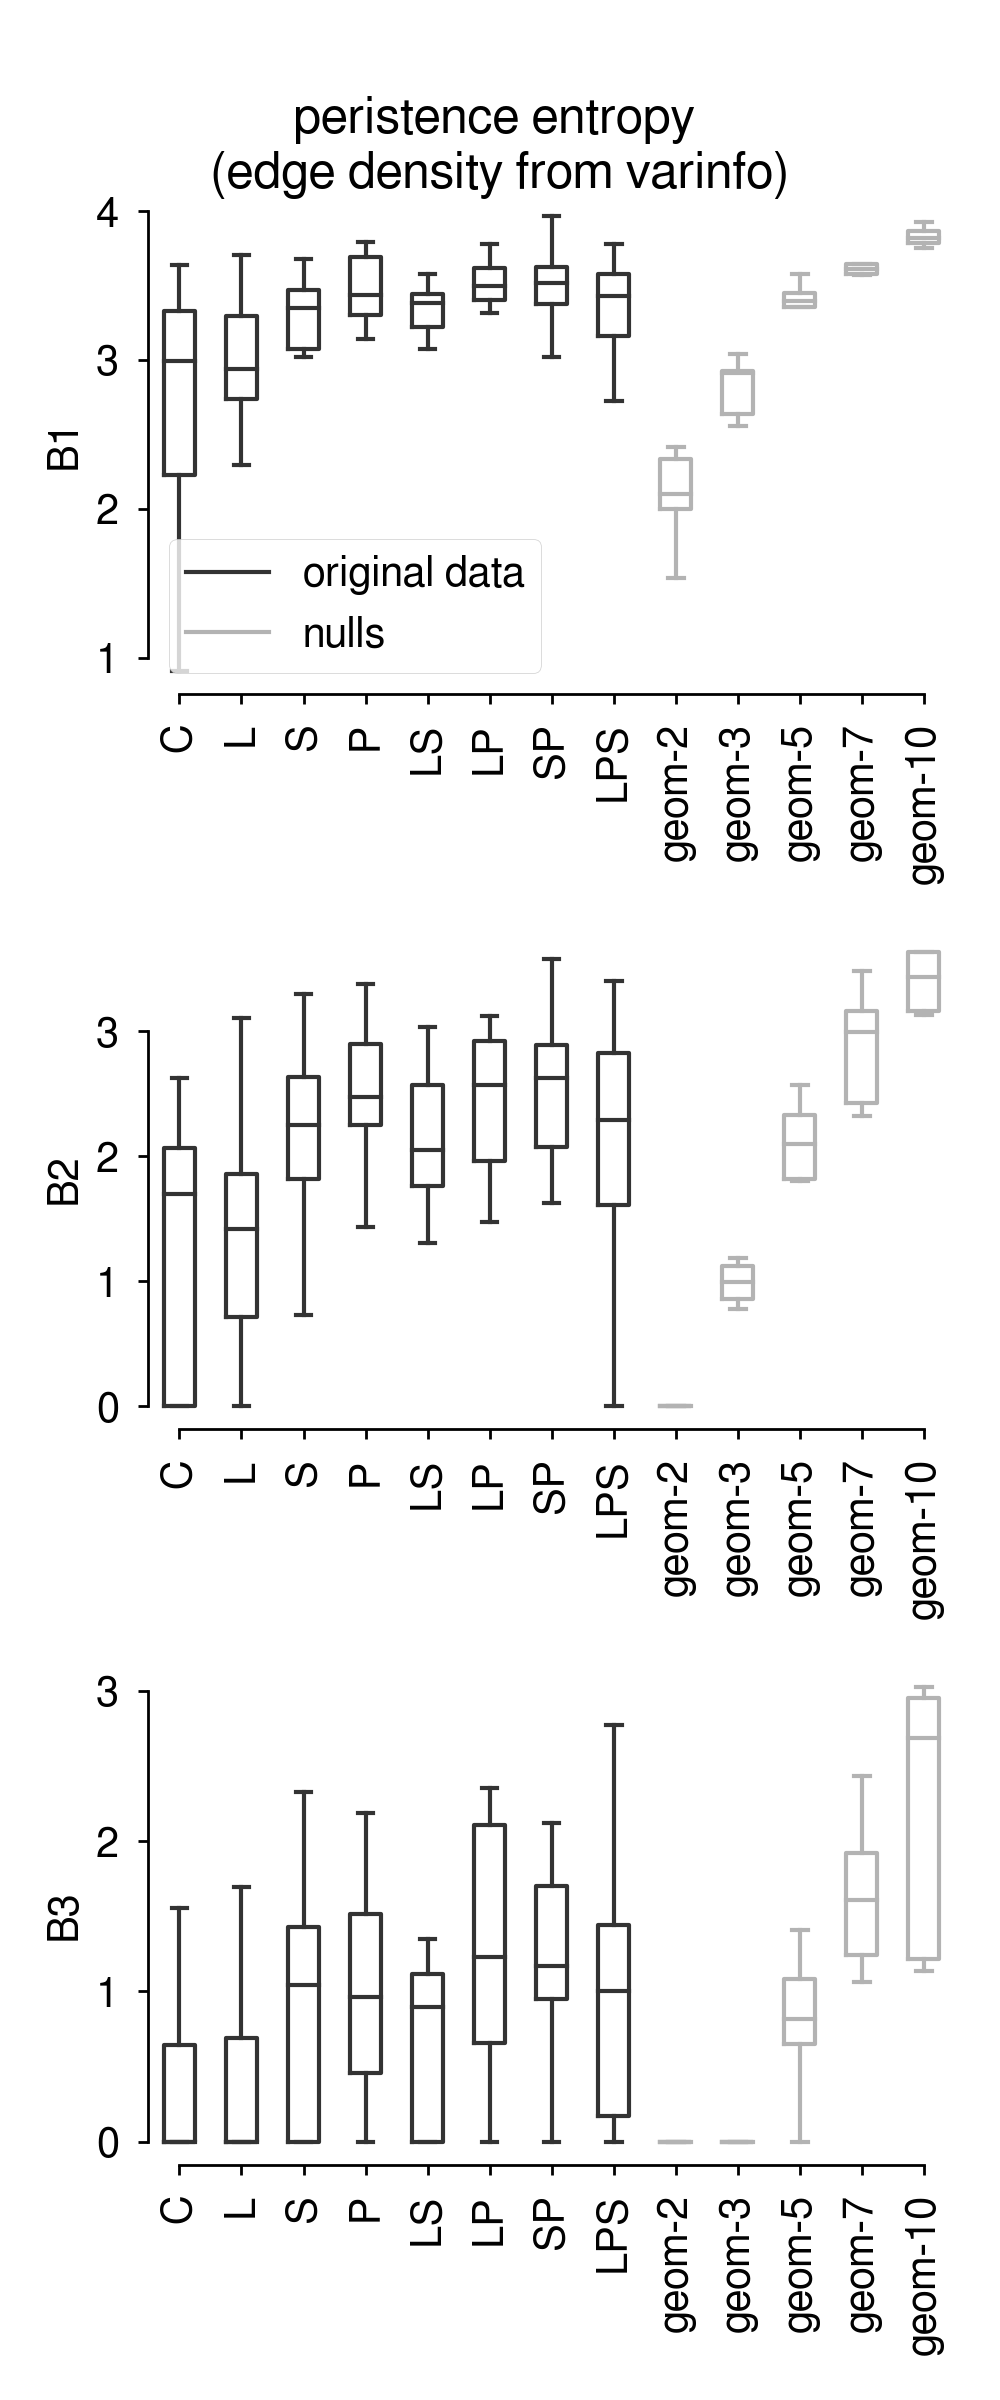 peristence entropy
(edge density from varinfo)
4
3
2
1
B1
original data
nulls
C L S P LS LP SP LPS geom-2 geom-3 geom-5 geom-7 geom-10
3
2
1
0
B2
C L S P LS LP SP LPS geom-2 geom-3 geom-5 geom-7 geom-10
3
2
1
0
B3
C L S P LS LP SP LPS geom-2 geom-3 geom-5 geom-7 geom-10